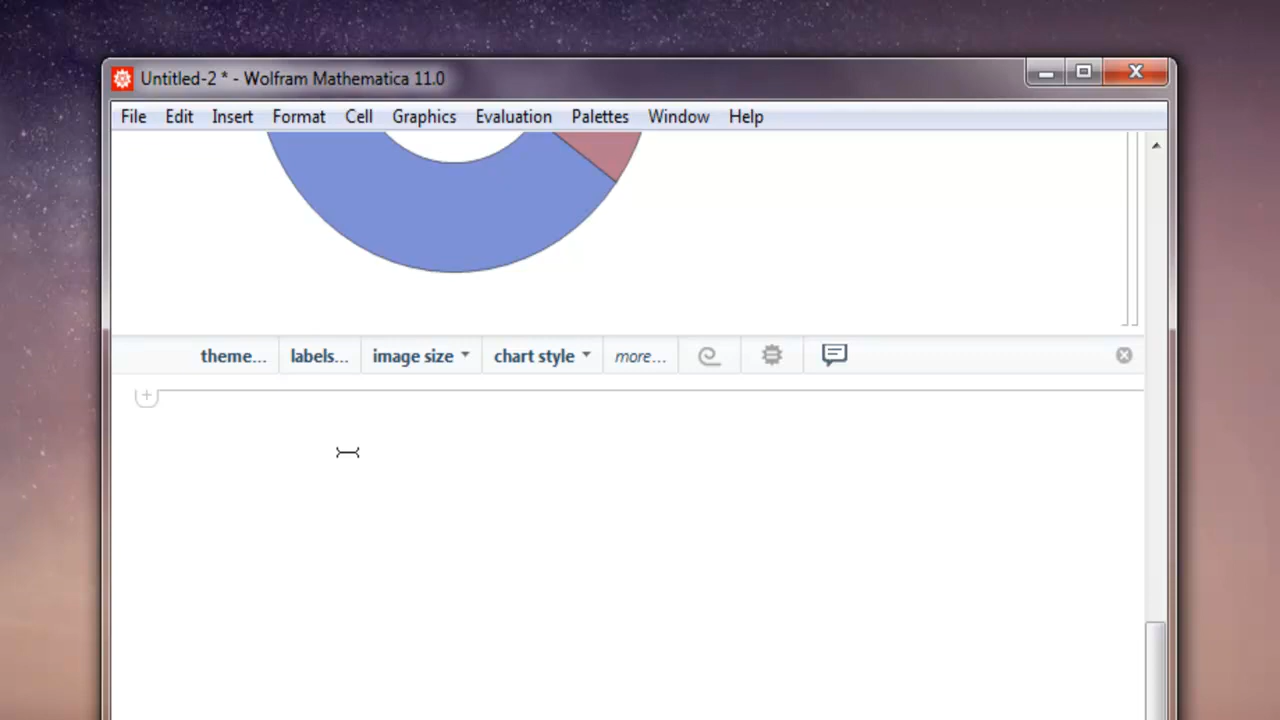 Untitled-2 * - Wolfram Mathematica 11.0
File Edit Insert Format Cell Graphics Evaluation Palettes Window Help
theme... labels... image size chart style more...